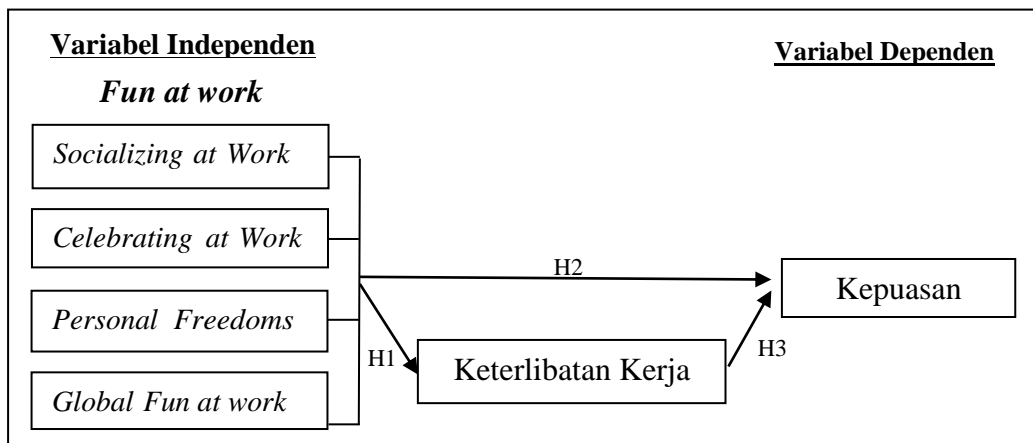 Variabel Independen
Variabel Dependen
Fun at work
Socializing at Work
Celebrating at Work
Personal Freedoms
Global Fun at work
H2
H1
Keterlibatan Kerja
H3
Kepuasan